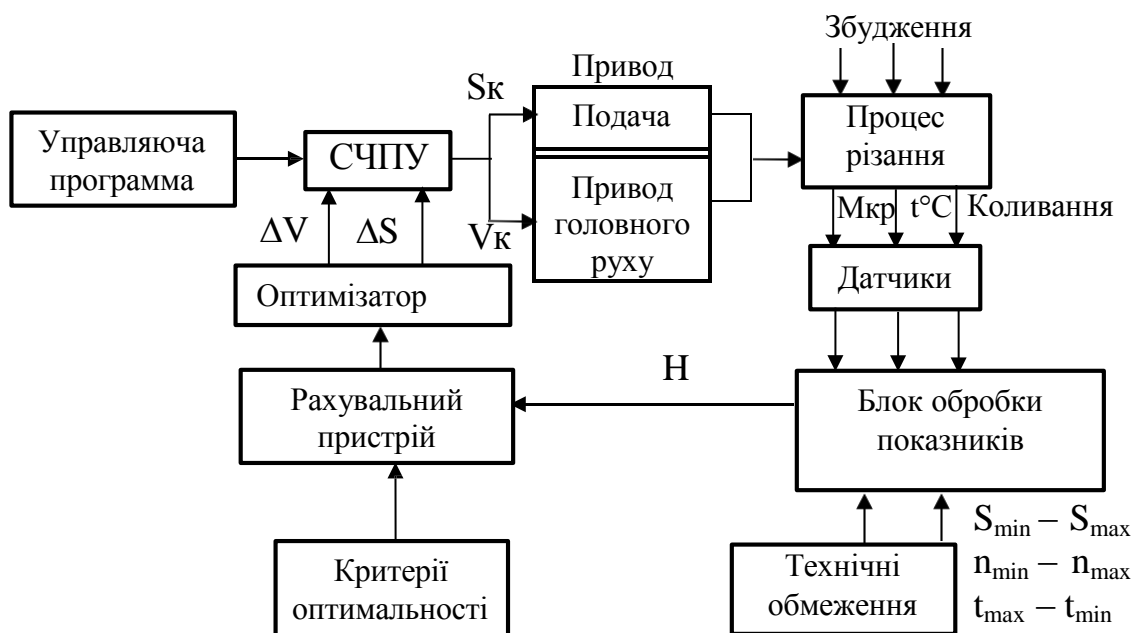 Збудження
Привод
Sк
Подача
Процес
різання
Управляюча
программа
СЧПУ
Привод
головного
руху
Vк
Мкр t°C Коливання
ΔV ΔS
Датчики
Оптимізатор
H
Рахувальний
пристрій
Блок обробки
показників
Критерії
оптимальності
Технічні
обмеження
Smin – Smax
nmin – nmax
tmax – tmin